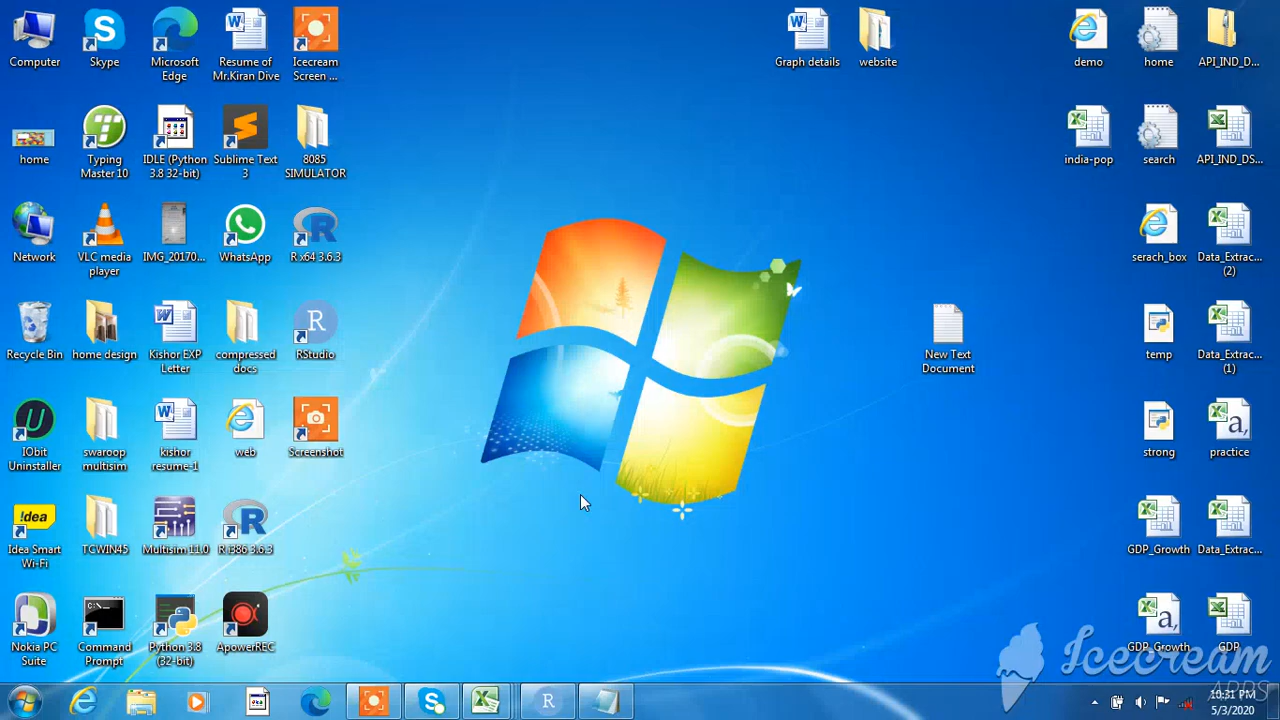 Computer
Skype
Microsoft
Edge
Resume of
Mr.Kiran Dive
Icecream
Screen ...
Graph details
website
demo
home
API_IND_D...
home
Typing
Master10
IDLE (Python
3.8 32-bit)
Sublime Text
3
8085
SIMULATOR
india-pop
search
API_IND_DS...
Network
VLC media
player
IMG_20170...
WhatsApp
R x64 3.6.3
serach_box
Data_Extrac...
(2)
Recycle Bin
home design
Kishor EXP
Letter
compressed
docs
RStudio
New Text
Document
temp
Data_Extrac...
(1)
IObit
Uninstaller
swaroop
multisim
kishor
resume-1
web
Screenshot
strong
practice
!dea
Idea Smart
Wi-Fi
TCWIN45
Multisim 11.0
R i386 3.6.3
GDP_Growth
Data_Extrac...
Nokia PC
Suite
Command
Prompt
Python 3.8
(32-bit)
ApowerREC
GDP_Growth
GDP
Icecream
APPS
10:31 PM
5/3/2020